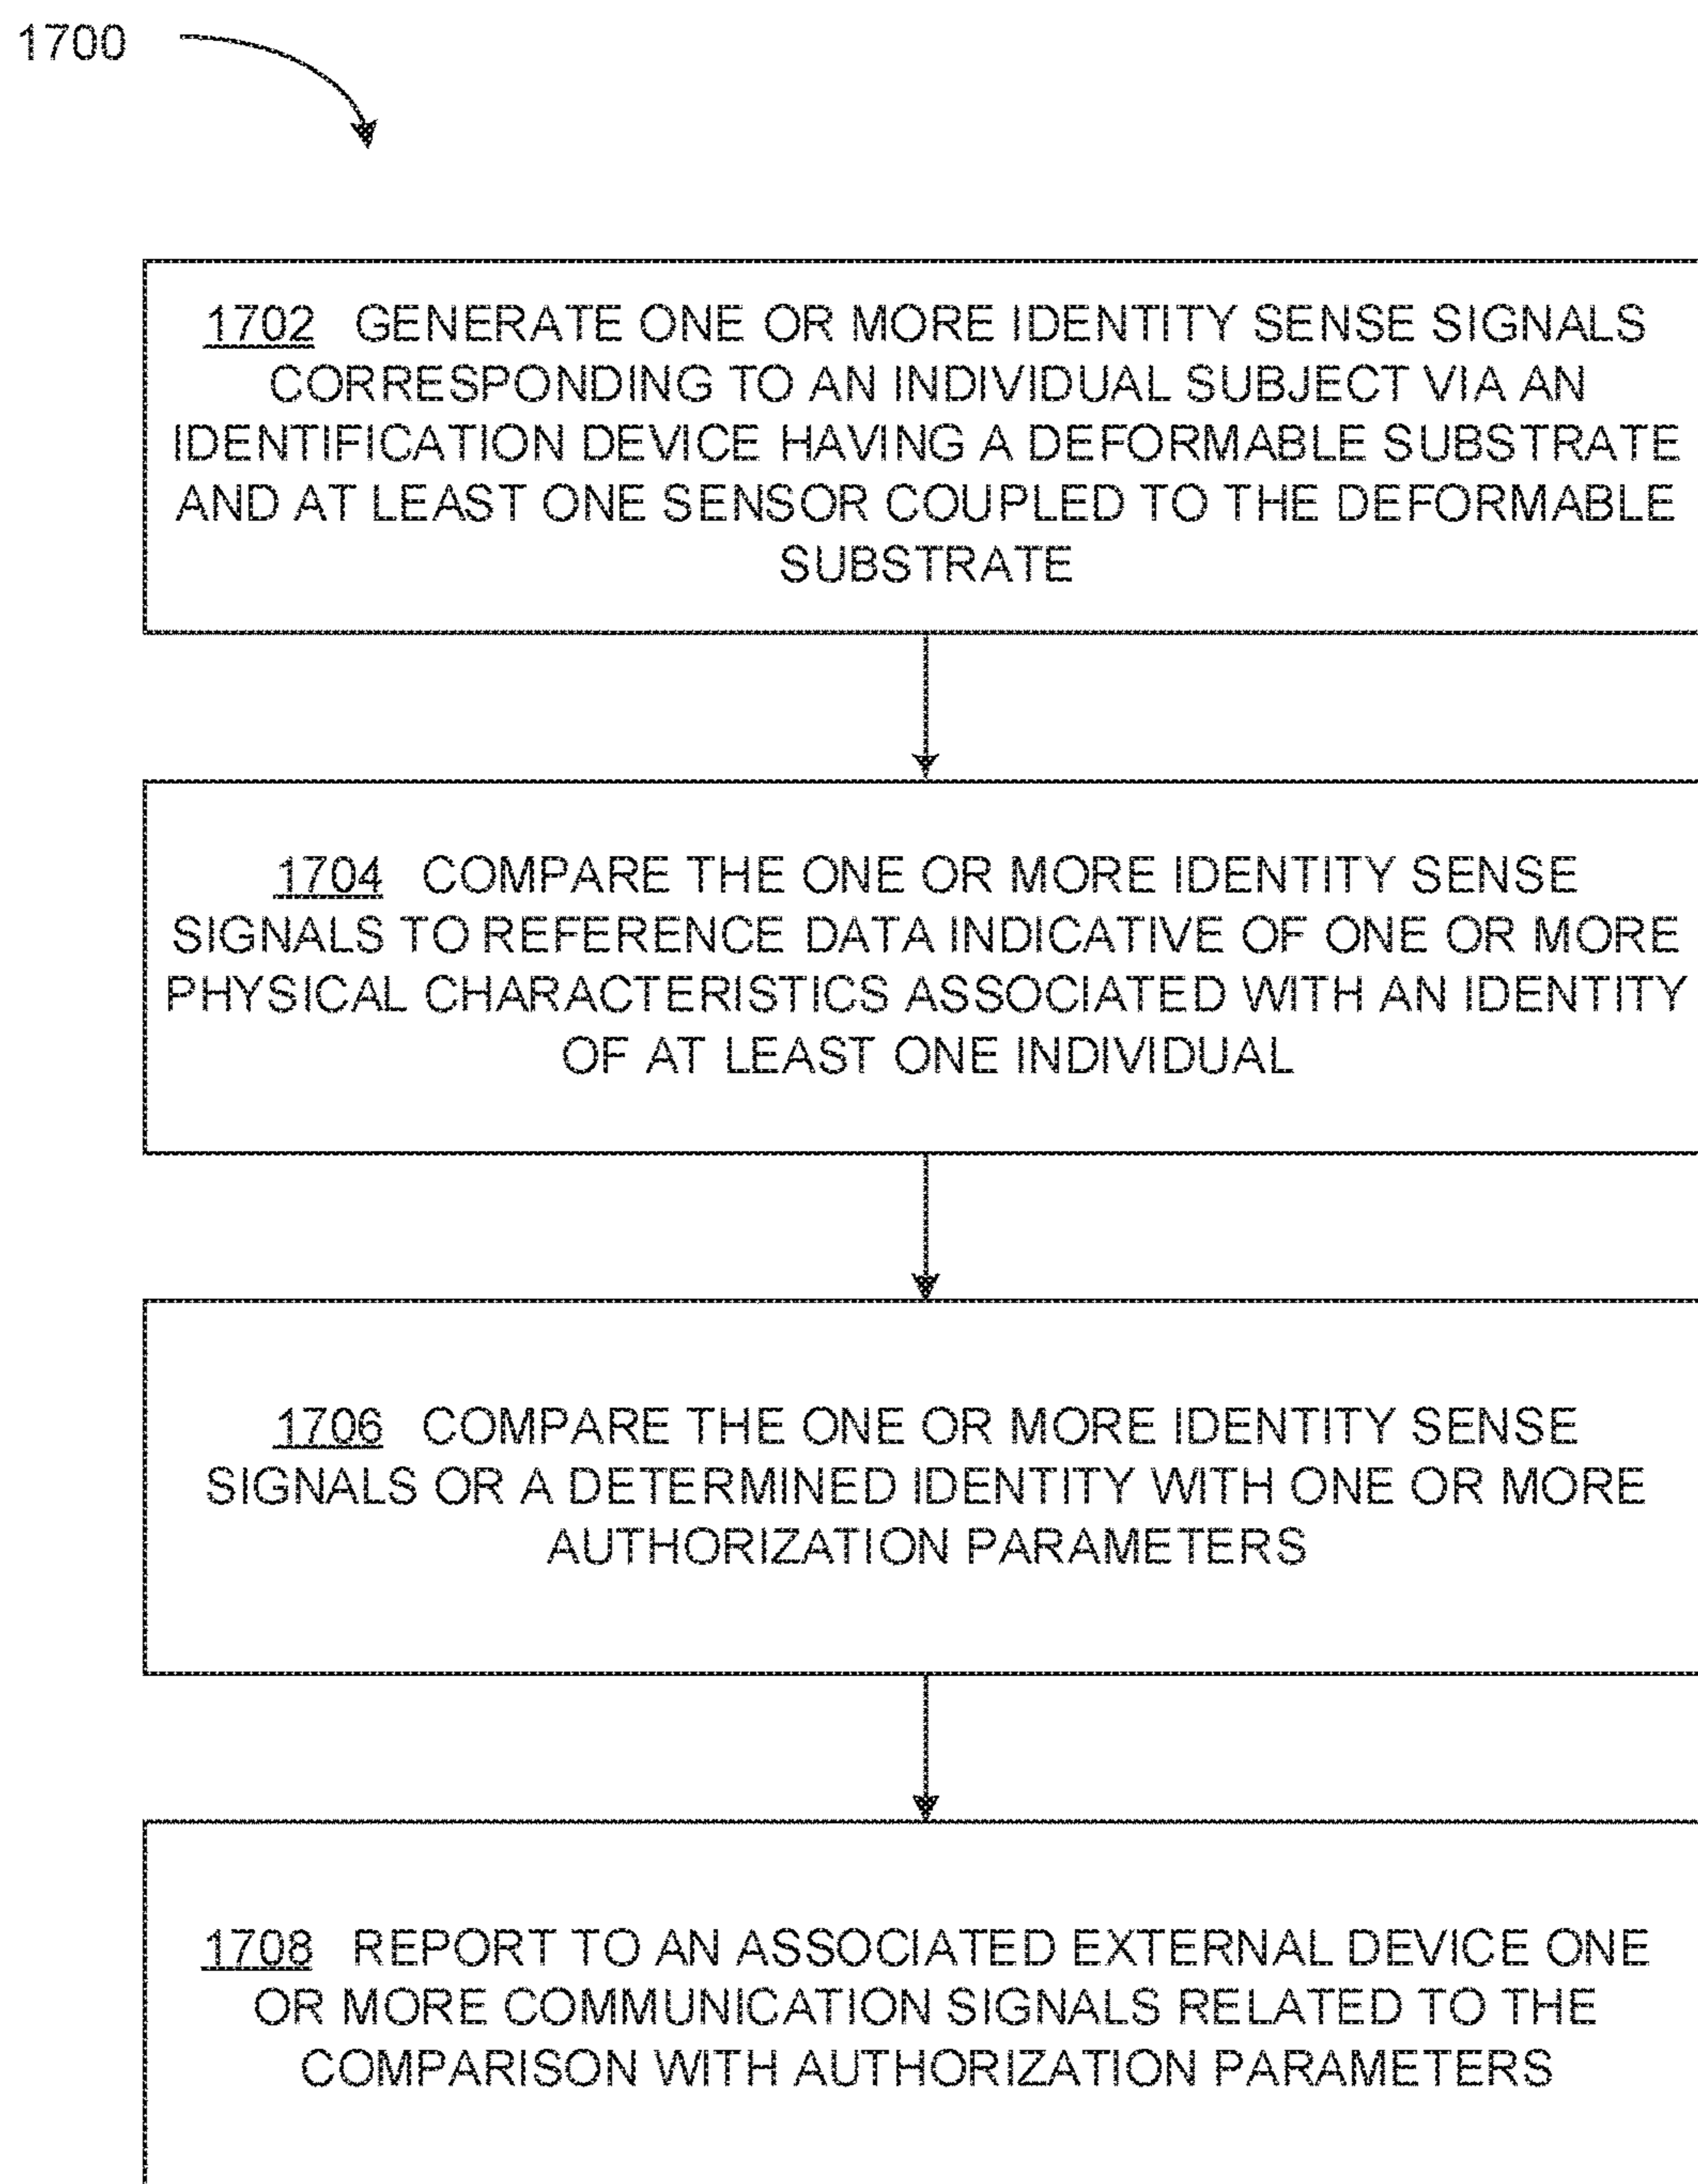 1700
1702 GENERATE ONE OR MORE IDENTITY SENSE SIGNALS
CORRESPONDING TO AN INDIVIDUAL SUBJECT VIA AN
IDENTIFICATION DEVICE HAVING A DEFORMABLE SUBSTRATE
AND AT LEAST ONE SENSOR COUPLED TO THE DEFORMABLE
SUBSTRATE
1704 COMPARE THE ONE OR MORE IDENTITY SENSE
SIGNALS TO REFERENCE DATA INDICATIVE OF ONE OR MORE
PHYSICAL CHARACTERISTICS ASSOCIATED WITH AN IDENTITY
OF AT LEAST ONE INDIVIDUAL
1706 COMPARE THE ONE OR MORE IDENTITY SENSE
SIGNALS OR A DETERMINED IDENTITY WITH ONE OR MORE
AUTHORIZATION PARAMETERS
1708 REPORT TO AN ASSOCIATED EXTERNAL DEVICE ONE
OR MORE COMMUNICATION SIGNALS RELATED TO THE
COMPARISON WITH AUTHORIZATION PARAMETERS